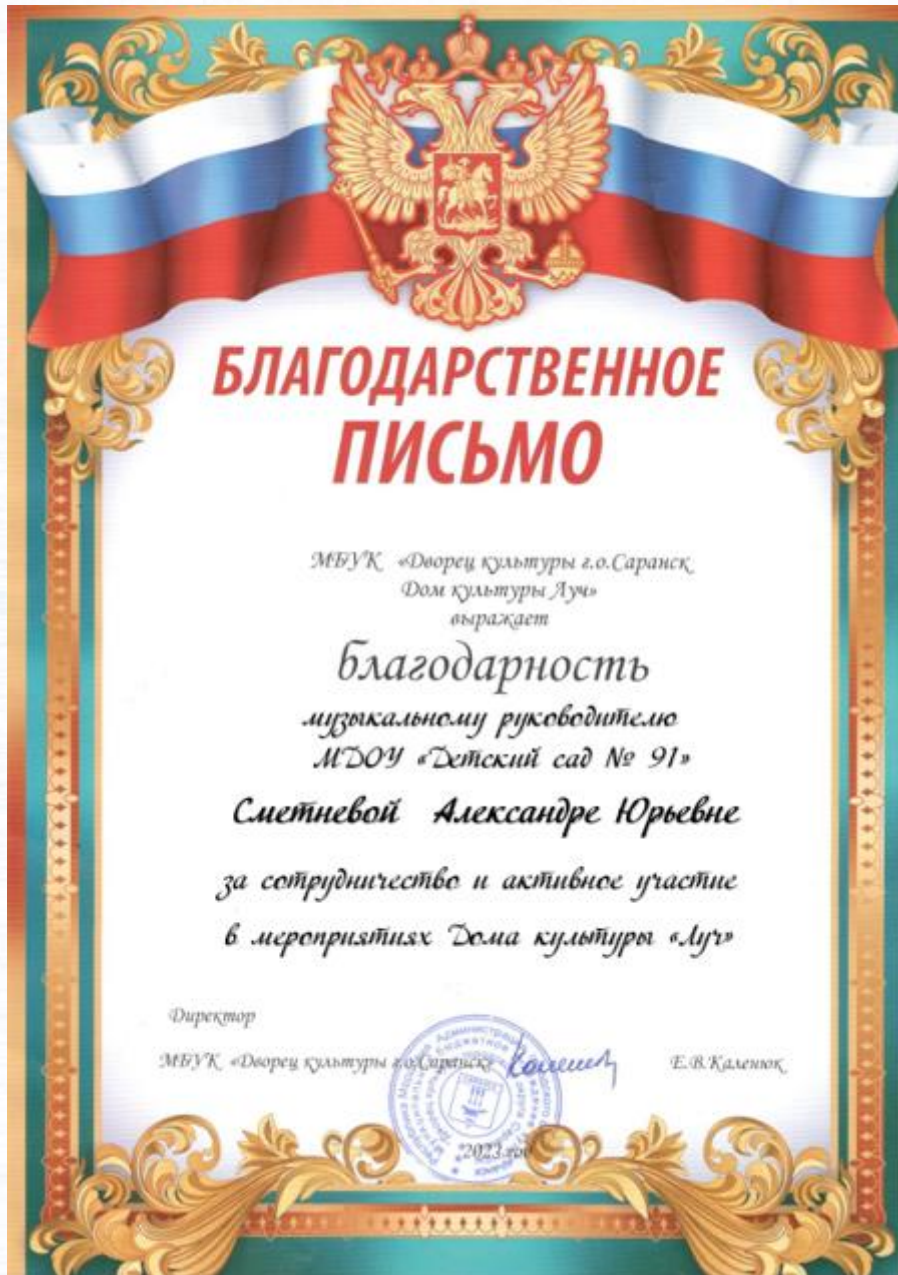 БЛАГОДАРСТВЕННОЕ
ПИСЬМО
МБУК «Дворец культуры г.о.Саранск
Дом культуры Луч»
выражает
благодарность
музыкальному руководителю
МДОУ «Детский сад № 91»
Сметневой Александре Юрьевне
за сотрудничество и активное участие
в мероприятиях Дома культуры «Луч»
Директор
МБУК «Дворец культуры г.о.Саранск» Е.В.Каленюк
2023 год